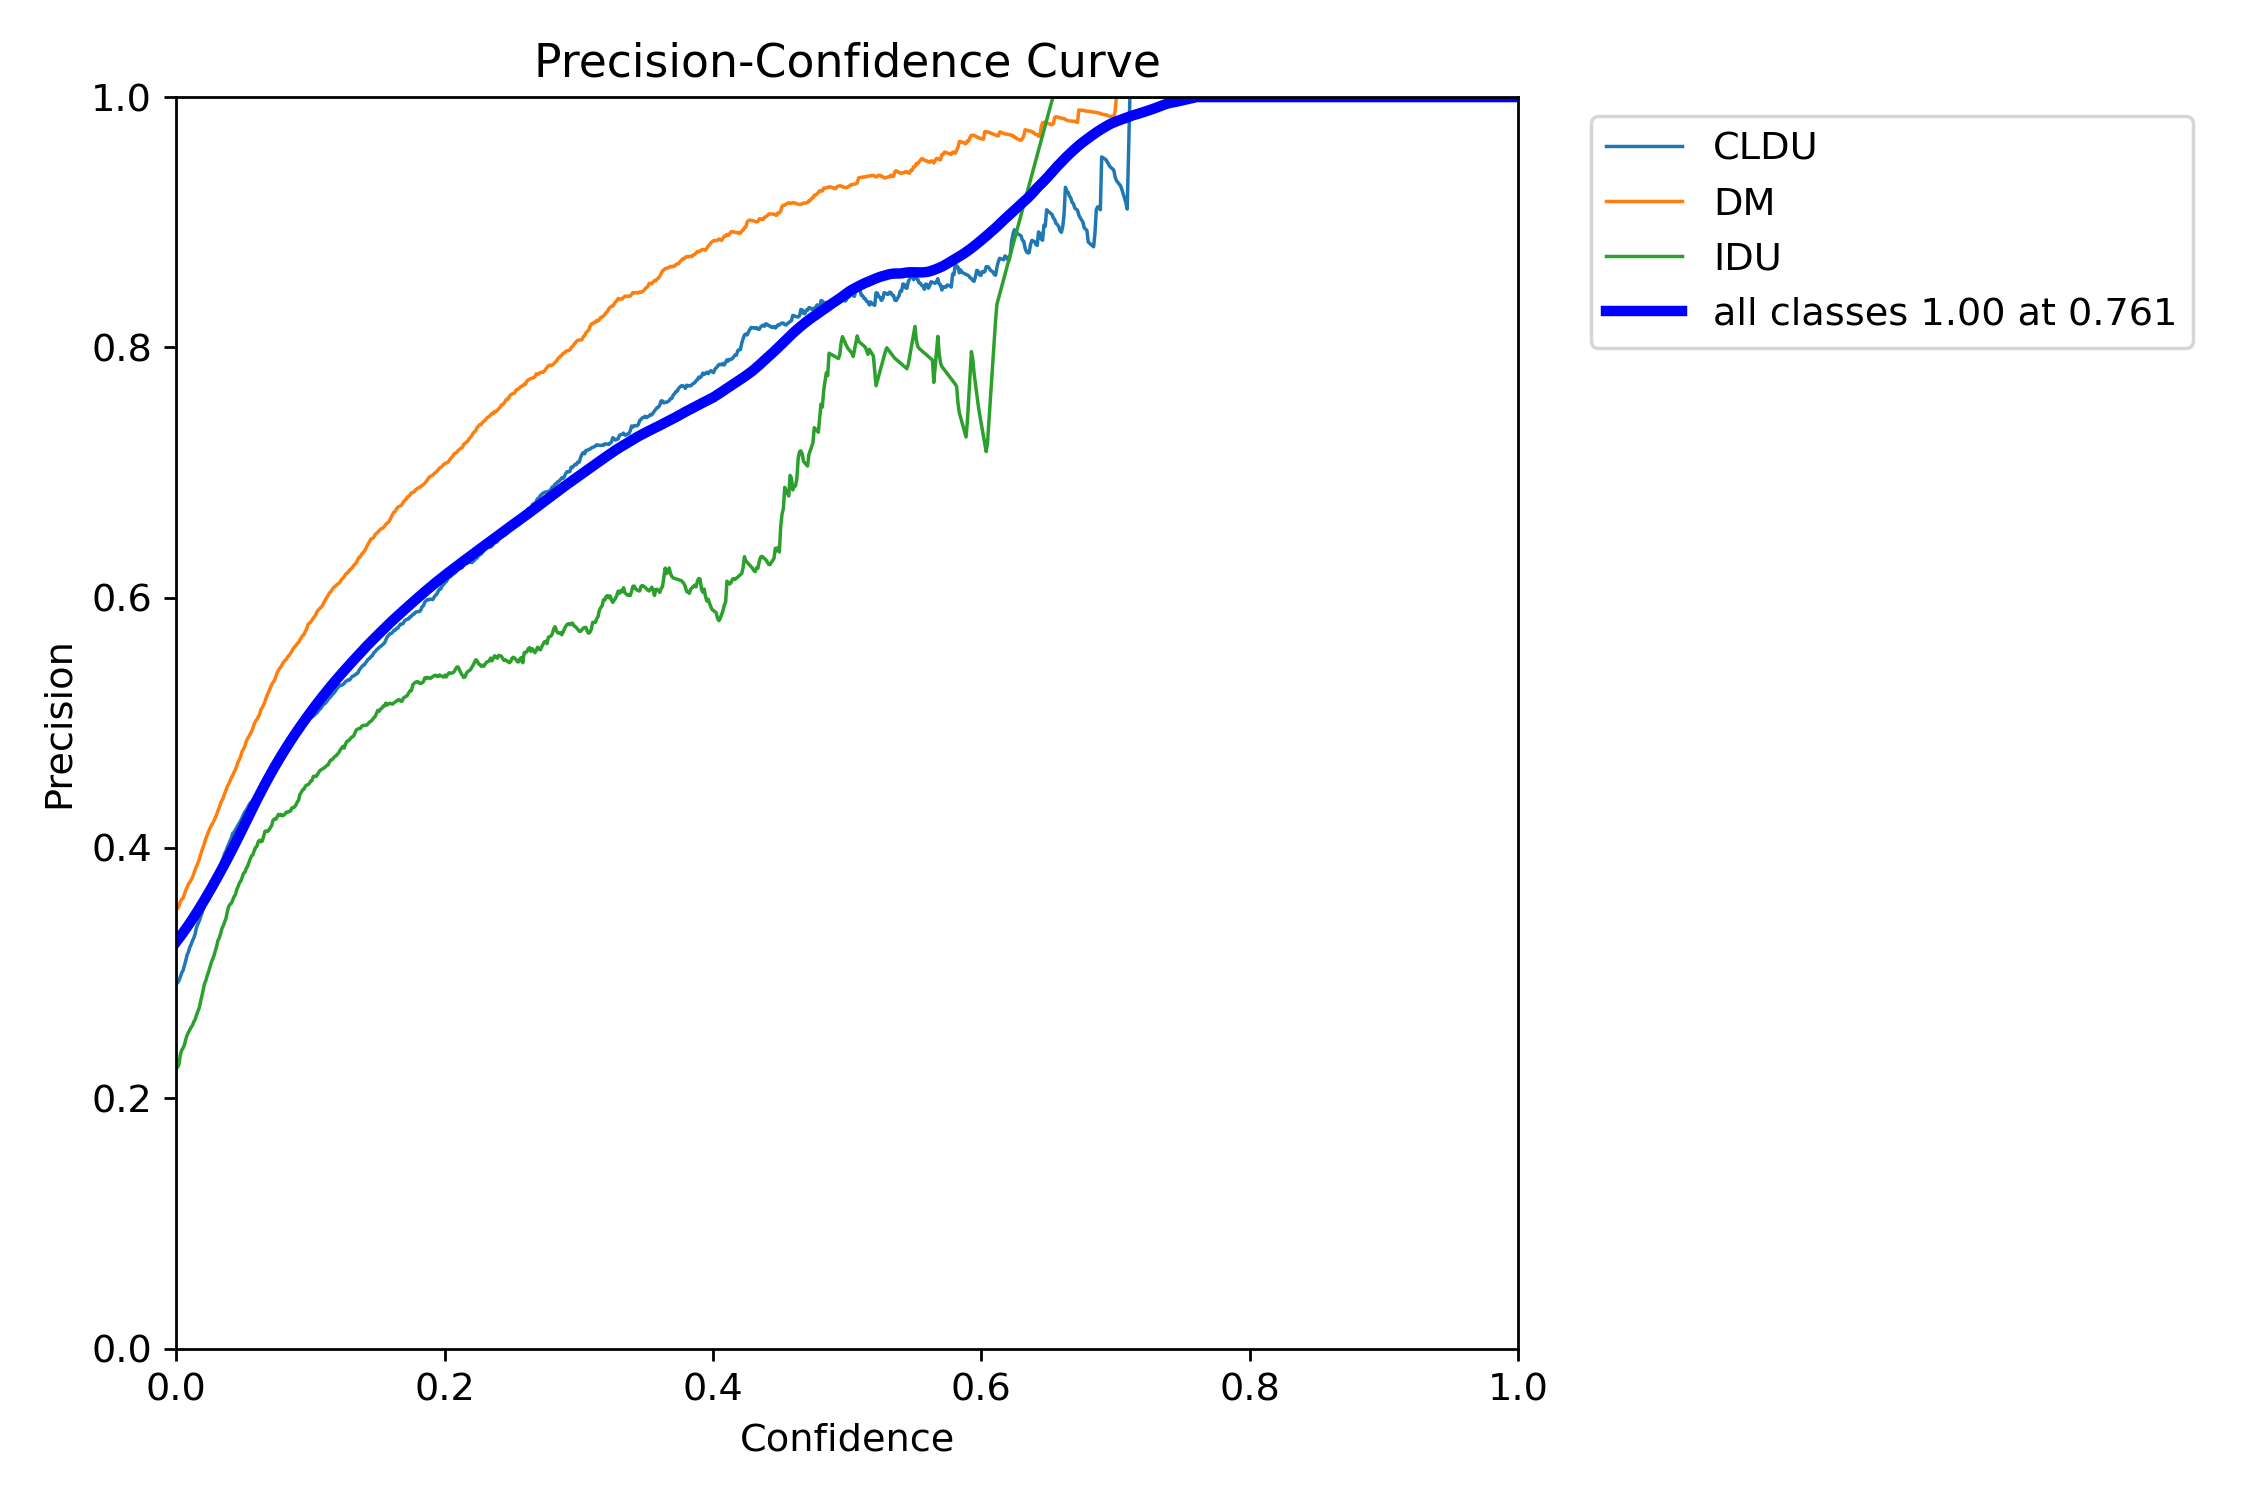 Precision-Confidence Curve
1.0
0.8
0.6
0.4
0.2
0.0
Precision
0.0 0.2 0.4 0.6 0.8 1.0
Confidence
CLDU
DM
IDU
all classes 1.00 at 0.761